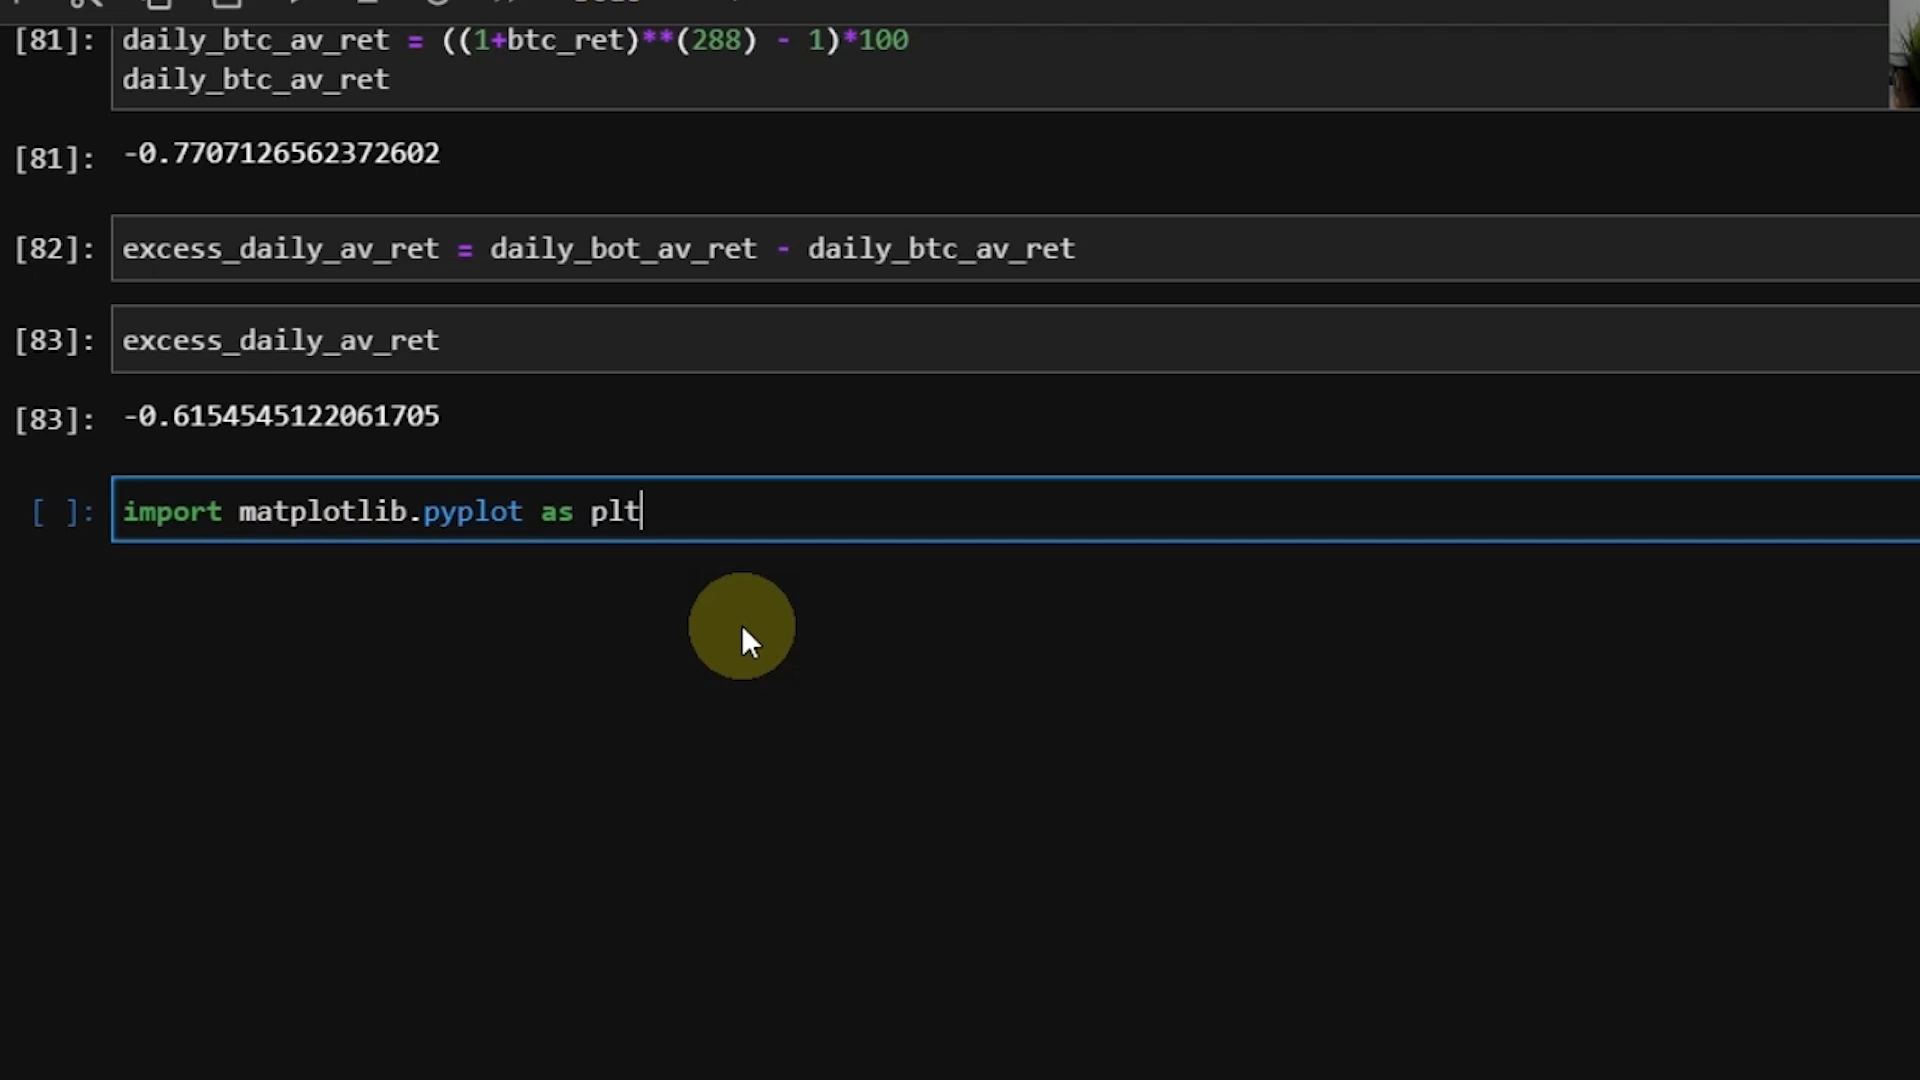 [81]: daily_btc_av_ret = ((1+btc_ret)**(288) - 1)*100
daily_btc_av_ret
[81]: -0.7707126562372602
[82]: excess_daily_av_ret = daily_bot_av_ret - daily_btc_av_ret
[83]: excess_daily_av_ret
[83]: -0.6154545122061705
[ ]: import matplotlib.pyplot as plt